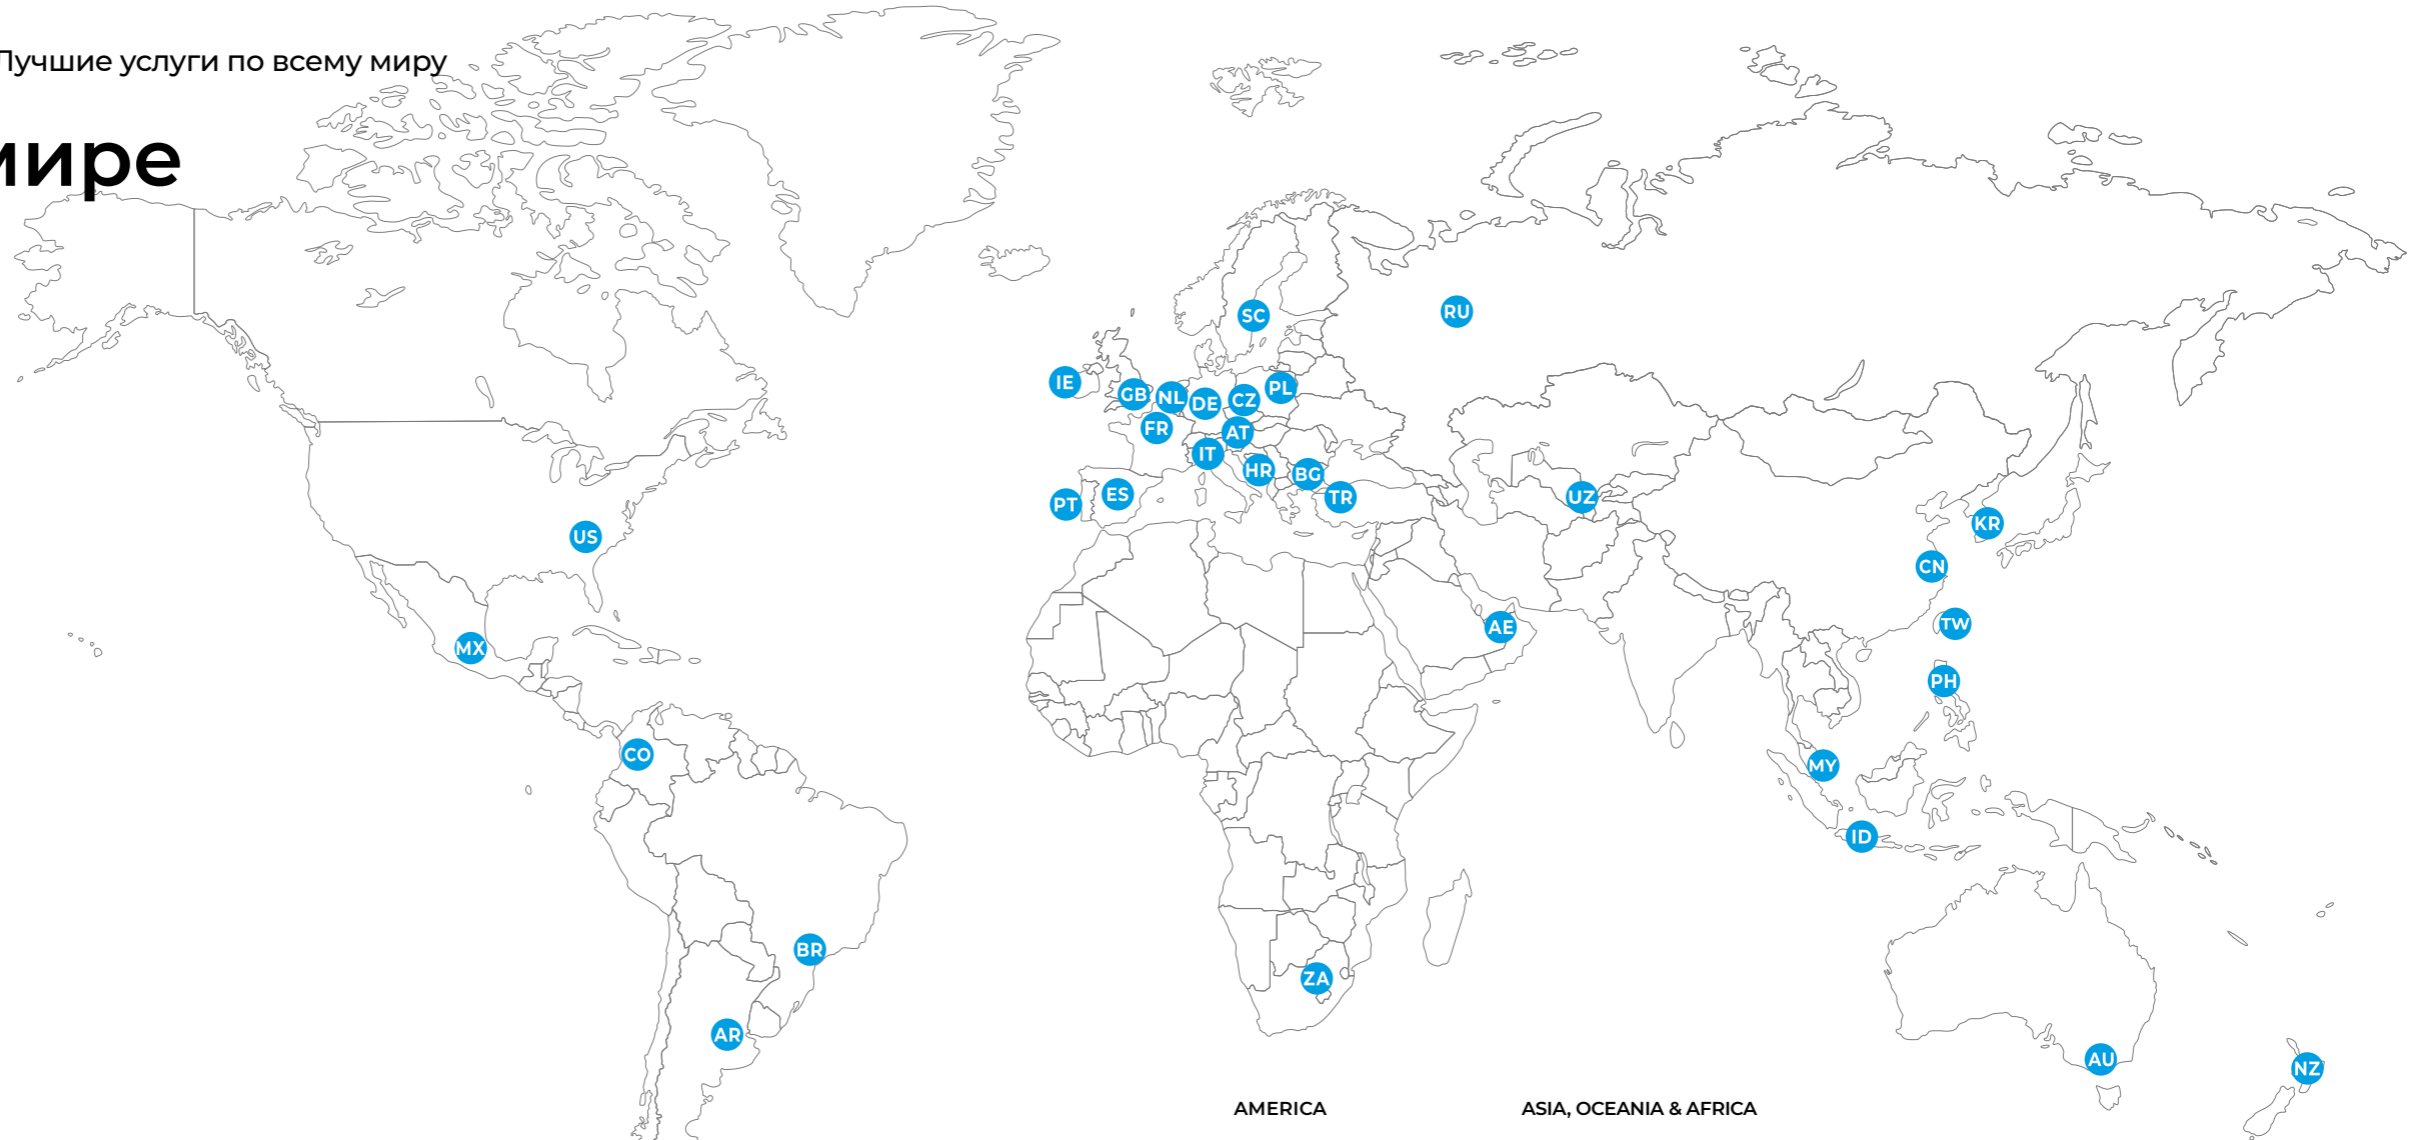 Лучшие услуги по всему миру
мире
SC
RU
IE
GB
NL
DE
CZ
PL
FR
AT
IT
HR
BG
PT
ES
TR
UZ
US
KR
CN
MX
AE
TW
PH
CO
MY
ID
BR
ZA
AR
AU
NZ
AMERICA
ASIA, OCEANIA & AFRICA